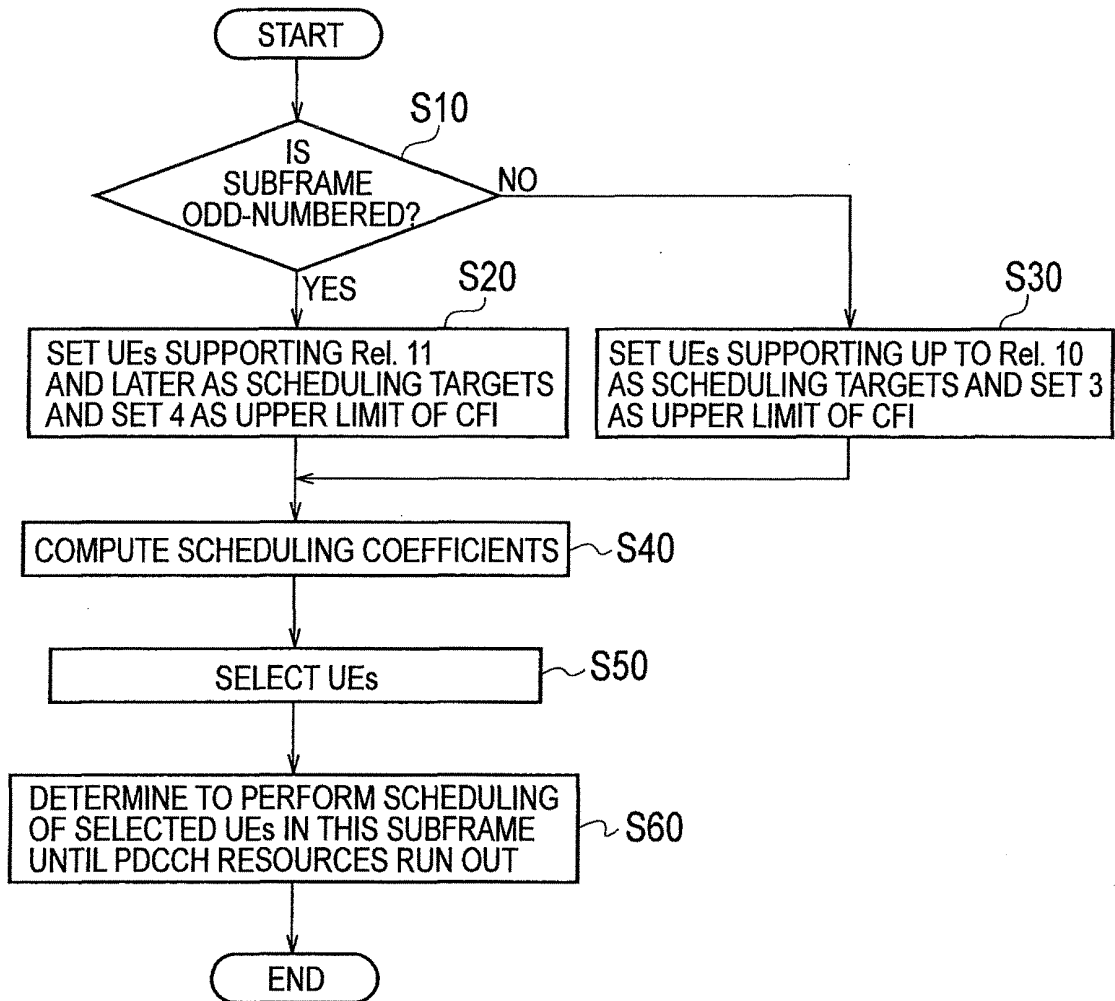 START
S10
IS
SUBFRAME
ODD-NUMBERED?
NO
YES
S20
SET UEs SUPPORTING Rel. 11
AND LATER AS SCHEDULING TARGETS
AND SET 4 AS UPPER LIMIT OF CFI
S30
SET UEs SUPPORTING UP TO Rel. 10
AS SCHEDULING TARGETS AND SET 3
AS UPPER LIMIT OF CFI
COMPUTE SCHEDULING COEFFICIENTS
S40
SELECT UEs
S50
DETERMINE TO PERFORM SCHEDULING
OF SELECTED UEs IN THIS SUBFRAME
UNTIL PDCCH RESOURCES RUN OUT
S60
END